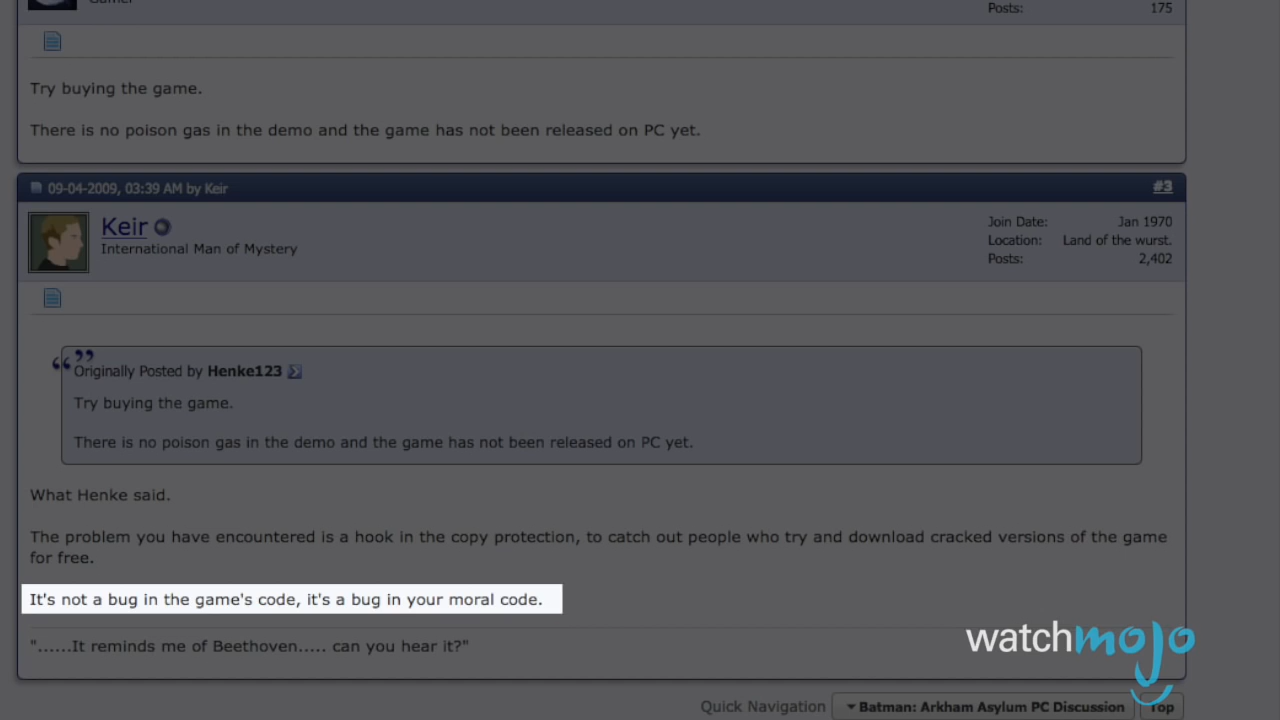 Gamer
Posts: 175
Try buying the game.
There is no poison gas in the demo and the game has not been released on PC yet.
09-04-2009, 03:39 AM by Keir
#3
Keir
International Man of Mystery
Join Date: Jan 1970
Location: Land of the wurst.
Posts: 2,402
Originally Posted by Henke123
Try buying the game.
There is no poison gas in the demo and the game has not been released on PC yet.
What Henke said.
The problem you have encountered is a hook in the copy protection, to catch out people who try and download cracked versions of the game
for free.
It's not a bug in the game's code, it's a bug in your moral code.
"......It reminds me of Beethoven..... can you hear it?"
watchmojo
Quick Navigation Batman: Arkham Asylum PC Discussion Top